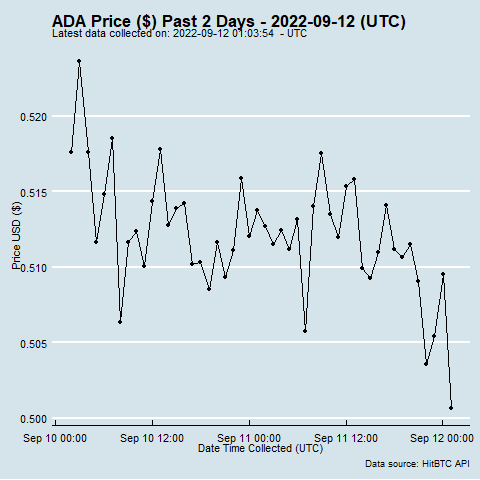 ADA Price ($) Past 2 Days - 2022-09-12 (UTC)
Latest data collected on: 2022-09-12 01:03:54  - UTC
0.520
0.515
0.510
0.505
0.500
Price USD ($)
Sep 10 00:00 Sep 10 12:00 Sep 11 00:00 Sep 11 12:00 Sep 12 00:00
Date Time Collected (UTC)
Data source: HitBTC API